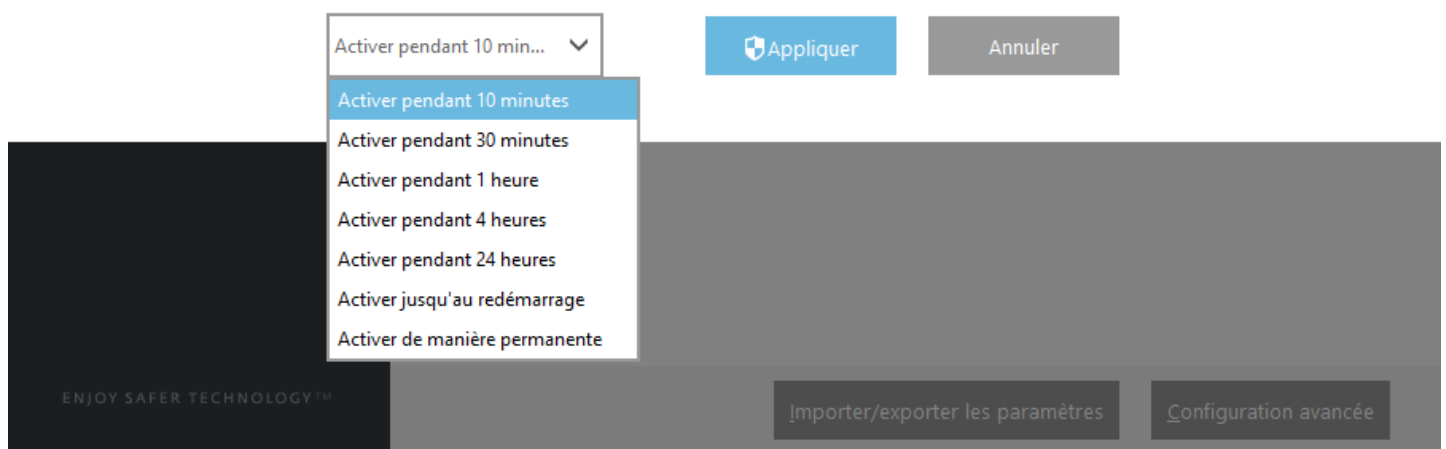 Activer pendant 10 min...
Appliquer
Annuler
Activer pendant 10 minutes
Activer pendant 30 minutes
Activer pendant 1 heure
Activer pendant 4 heures
Activer pendant 24 heures
Activer jusqu'au redémarrage
Activer de manière permanente
ENJOY SAFER TECHNOLOGY™
Importer/exporter les paramètres
Configuration avancée